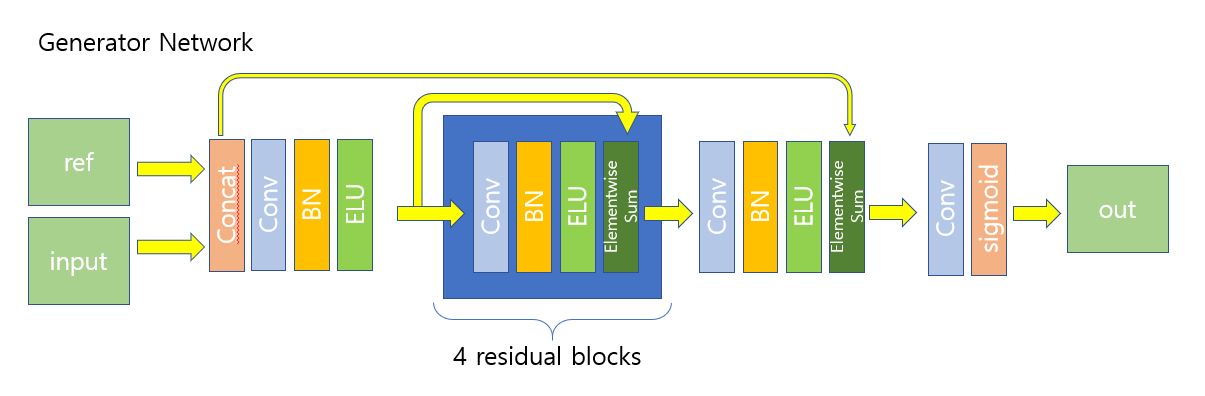 Generator Network
ref
input
Concat
Conv
BN
ELU
Conv
BN
ELU
Elementwise
Sum
4 residual blocks
Conv
BN
ELU
Elementwise
Sum
Conv
sigmoid
out